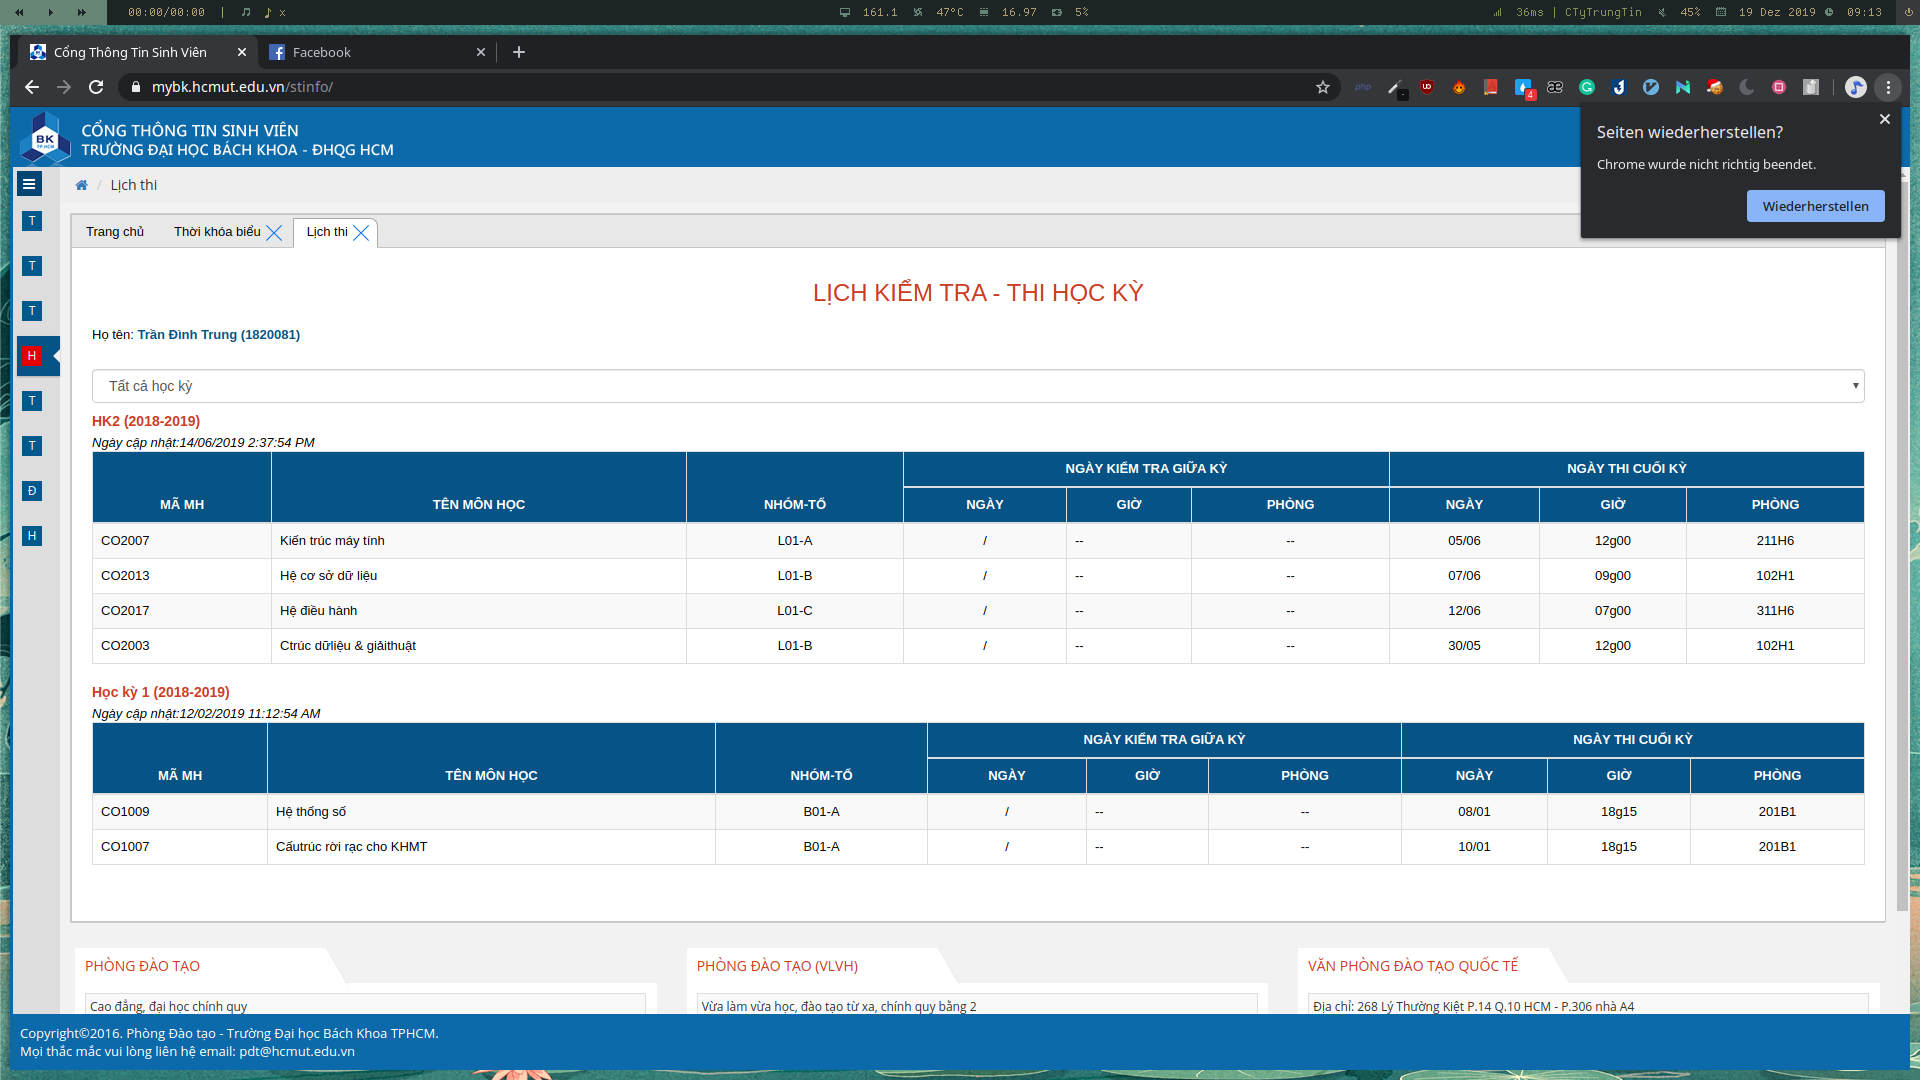 00:00/00:00 | x 161.1 47°C 16.97 5% 36ms | CTyTrungTin 45% 19 Dez 2019 09:13
Cổng Thông Tin Sinh Viên Facebook
mybk.hcmut.edu.vn/stinfo/
php UD 4 æ
Seiten wiederherstellen?
Chrome wurde nicht richtig beendet.
Wiederherstellen
BK
TP.HCM
CỔNG THÔNG TIN SINH VIÊN
TRƯỜNG ĐẠI HỌC BÁCH KHOA - ĐHQG HCM
/ Lịch thi
T
T
T
H
T
T
Đ
H
Trang chủ Thời khóa biểu Lịch thi
LỊCH KIỂM TRA - THI HỌC KỲ
Họ tên: Trần Đình Trung (1820081)
Tất cả học kỳ
HK2 (2018-2019)
Ngày cập nhật:14/06/2019 2:37:54 PM
NGÀY KIỂM TRA GIỮA KỲ NGÀY THI CUỐI KỲ
MÃ MH TÊN MÔN HỌC NHÓM-TỔ NGÀY GIỜ PHÒNG NGÀY GIỜ PHÒNG
CO2007 Kiến trúc máy tính L01-A / -- -- 05/06 12g00 211H6
CO2013 Hệ cơ sở dữ liệu L01-B / -- -- 07/06 09g00 102H1
CO2017 Hệ điều hành L01-C / -- -- 12/06 07g00 311H6
CO2003 Ctrúc dữliệu & giảithuật L01-B / -- -- 30/05 12g00 102H1
Học kỳ 1 (2018-2019)
Ngày cập nhật:12/02/2019 11:12:54 AM
NGÀY KIỂM TRA GIỮA KỲ NGÀY THI CUỐI KỲ
MÃ MH TÊN MÔN HỌC NHÓM-TỔ NGÀY GIỜ PHÒNG NGÀY GIỜ PHÒNG
CO1009 Hệ thống số B01-A / -- -- 08/01 18g15 201B1
CO1007 Cấutrúc rời rạc cho KHMT B01-A / -- -- 10/01 18g15 201B1
PHÒNG ĐÀO TẠO PHÒNG ĐÀO TẠO (VLVH) VĂN PHÒNG ĐÀO TẠO QUỐC TẾ
Cao đẳng, đại học chính quy Vừa làm vừa học, đào tạo từ xa, chính quy bằng 2 Địa chỉ: 268 Lý Thường Kiệt P.14 Q.10 HCM - P.306 nhà A4
Copyright©2016. Phòng Đào tạo - Trường Đại học Bách Khoa TPHCM.
Mọi thắc mắc vui lòng liên hệ email: pdt@hcmut.edu.vn